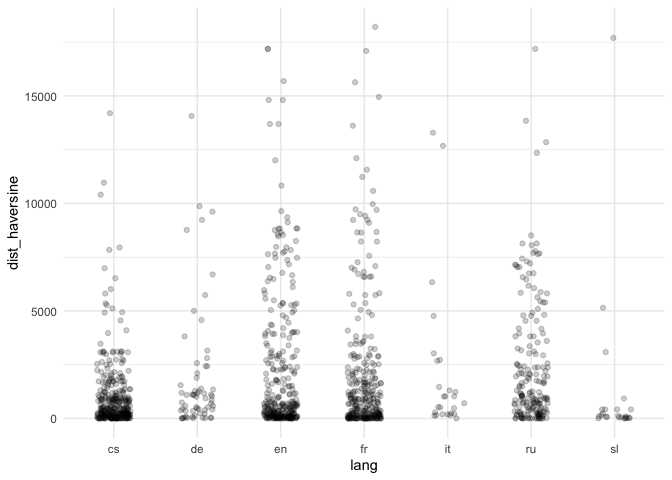 dist_haversine
15000
10000
5000
0
cs de en fr it ru sl
lang